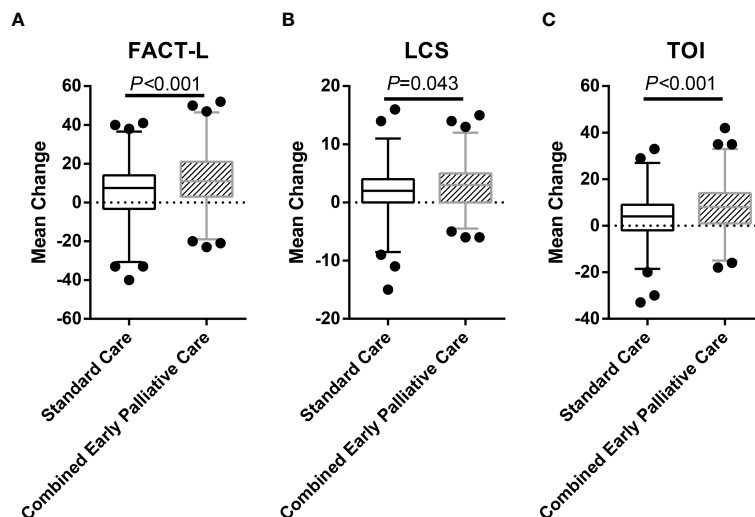 A
FACT-L
P<0.001
Mean Change
60
40
20
0
-20
-40
-60
Standard Care
Combined Early Palliative Care
B
LCS
P=0.043
Mean Change
20
10
0
-10
-20
Standard Care
Combined Early Palliative Care
C
TOI
P<0.001
Mean Change
60
40
20
0
-20
-40
Standard Care
Combined Early Palliative Care